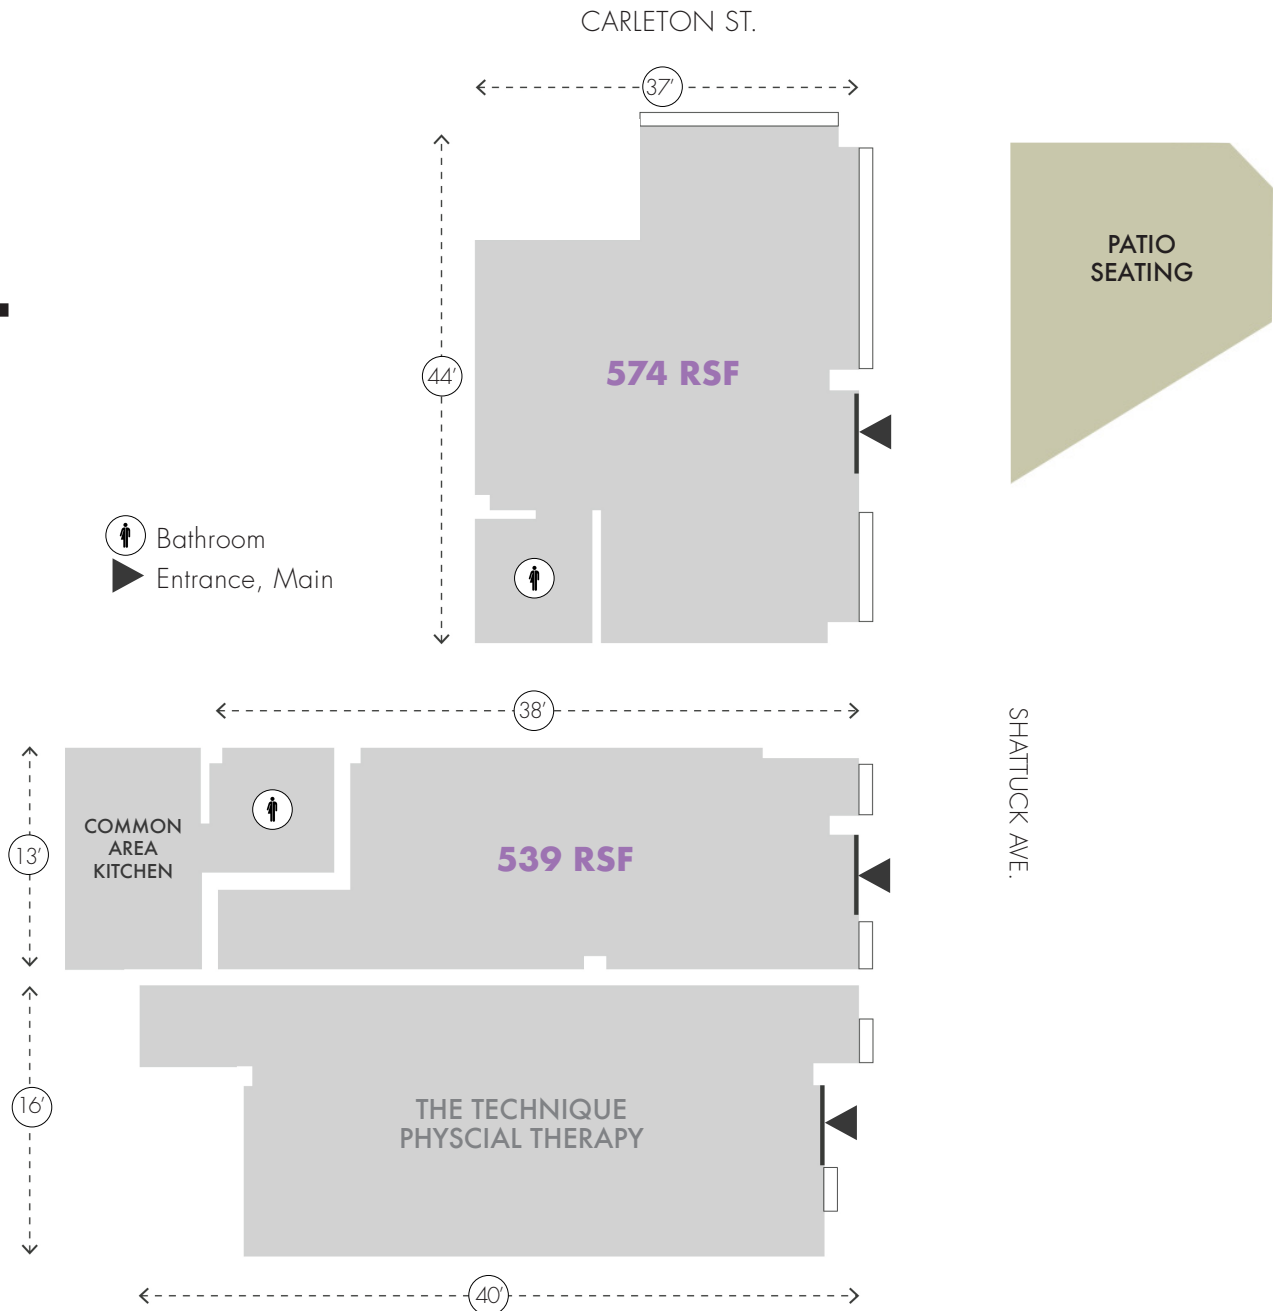 CARLETON ST.
37’
PATIO
SEATING
574 RSF
44’
Bathroom
Entrance, Main
38’
SHATTUCK AVE.
COMMON
AREA
KITCHEN
13’
539 RSF
16’
THE TECHNIQUE
PHYSCIAL THERAPY
40’